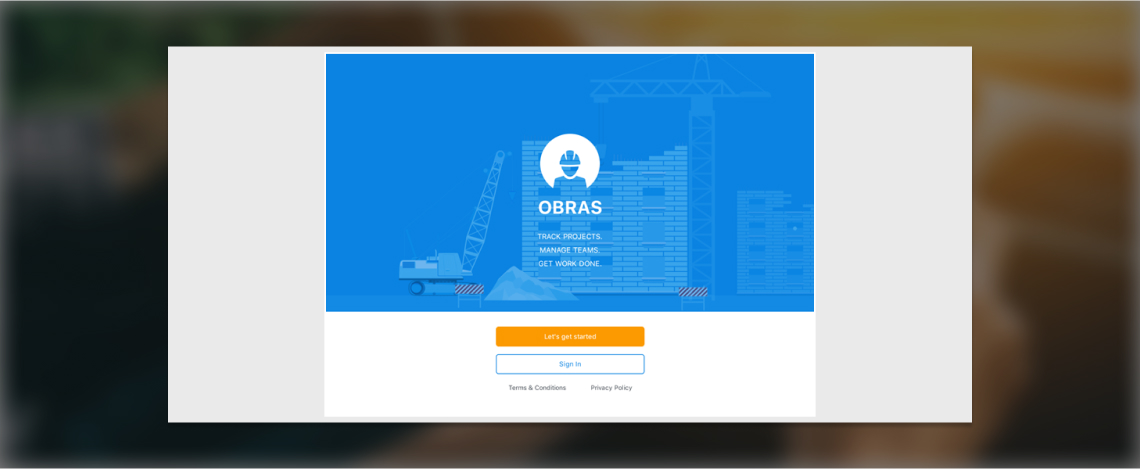 OBRAS
TRACK PROJECTS.
MANAGE TEAMS.
GET WORK DONE.
Let's get started
Sign In
Terms & Conditions Privacy Policy